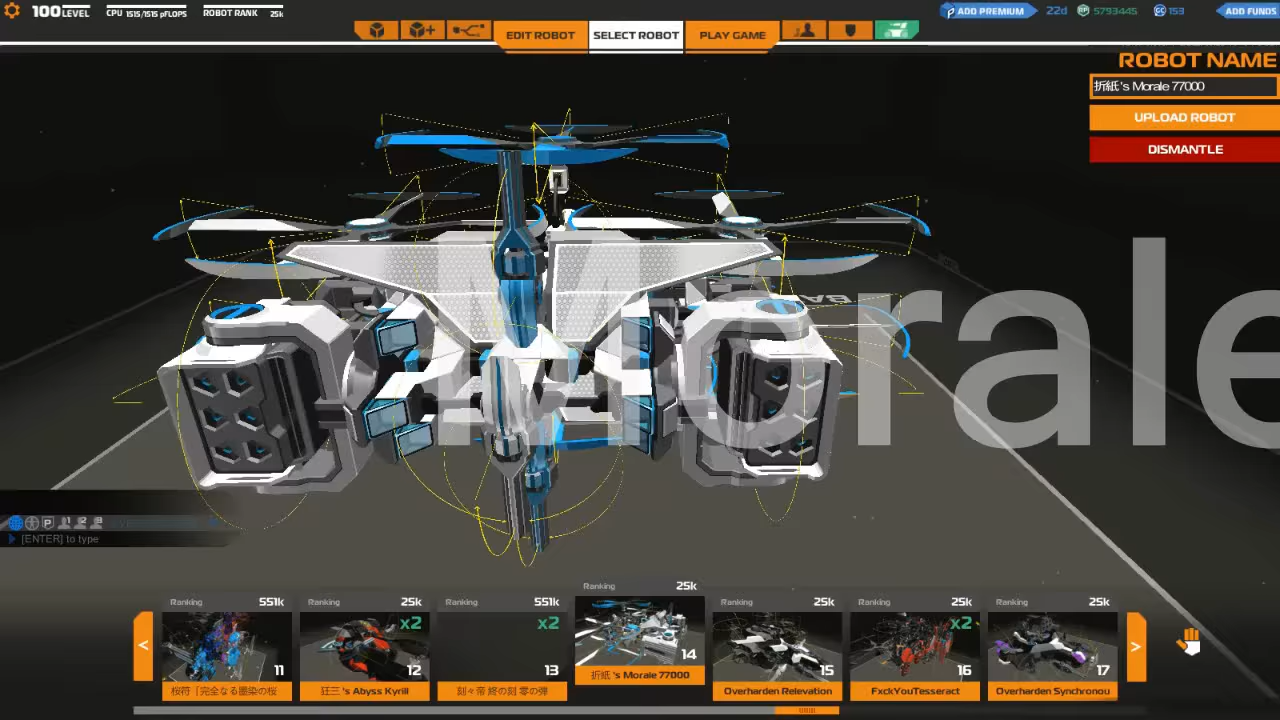 100 LEVEL
CPU 1515/1515 pFLOPS
ROBOT RANK 25k
ADD PREMIUM
22d
5793445
153
ADD FUNDS
EDIT ROBOT
SELECT ROBOT
PLAY GAME
ROBOT NAME
折紙's Morale 77000
UPLOAD ROBOT
DISMANTLE
Morale
[ENTER] to type
Ranking 551k
11
桜符「完全なる墨染の桜
Ranking 25k
x2
12
狂三's Abyss Kyrill
Ranking 551k
x2
13
刻々帝 終の刻 零の弾
Ranking 25k
14
折紙's Morale 77000
Ranking 25k
15
Overharden Relevation
Ranking 25k
x2
16
FxckYouTesseract
Ranking 25k
17
Overharden Synchronou